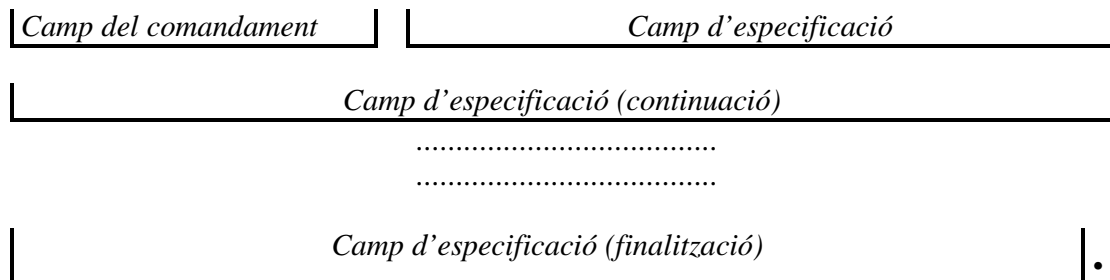 Camp del comandament Camp d’especificació
Camp d’especificació (continuació)
......................................
......................................
Camp d’especificació (finalització) .